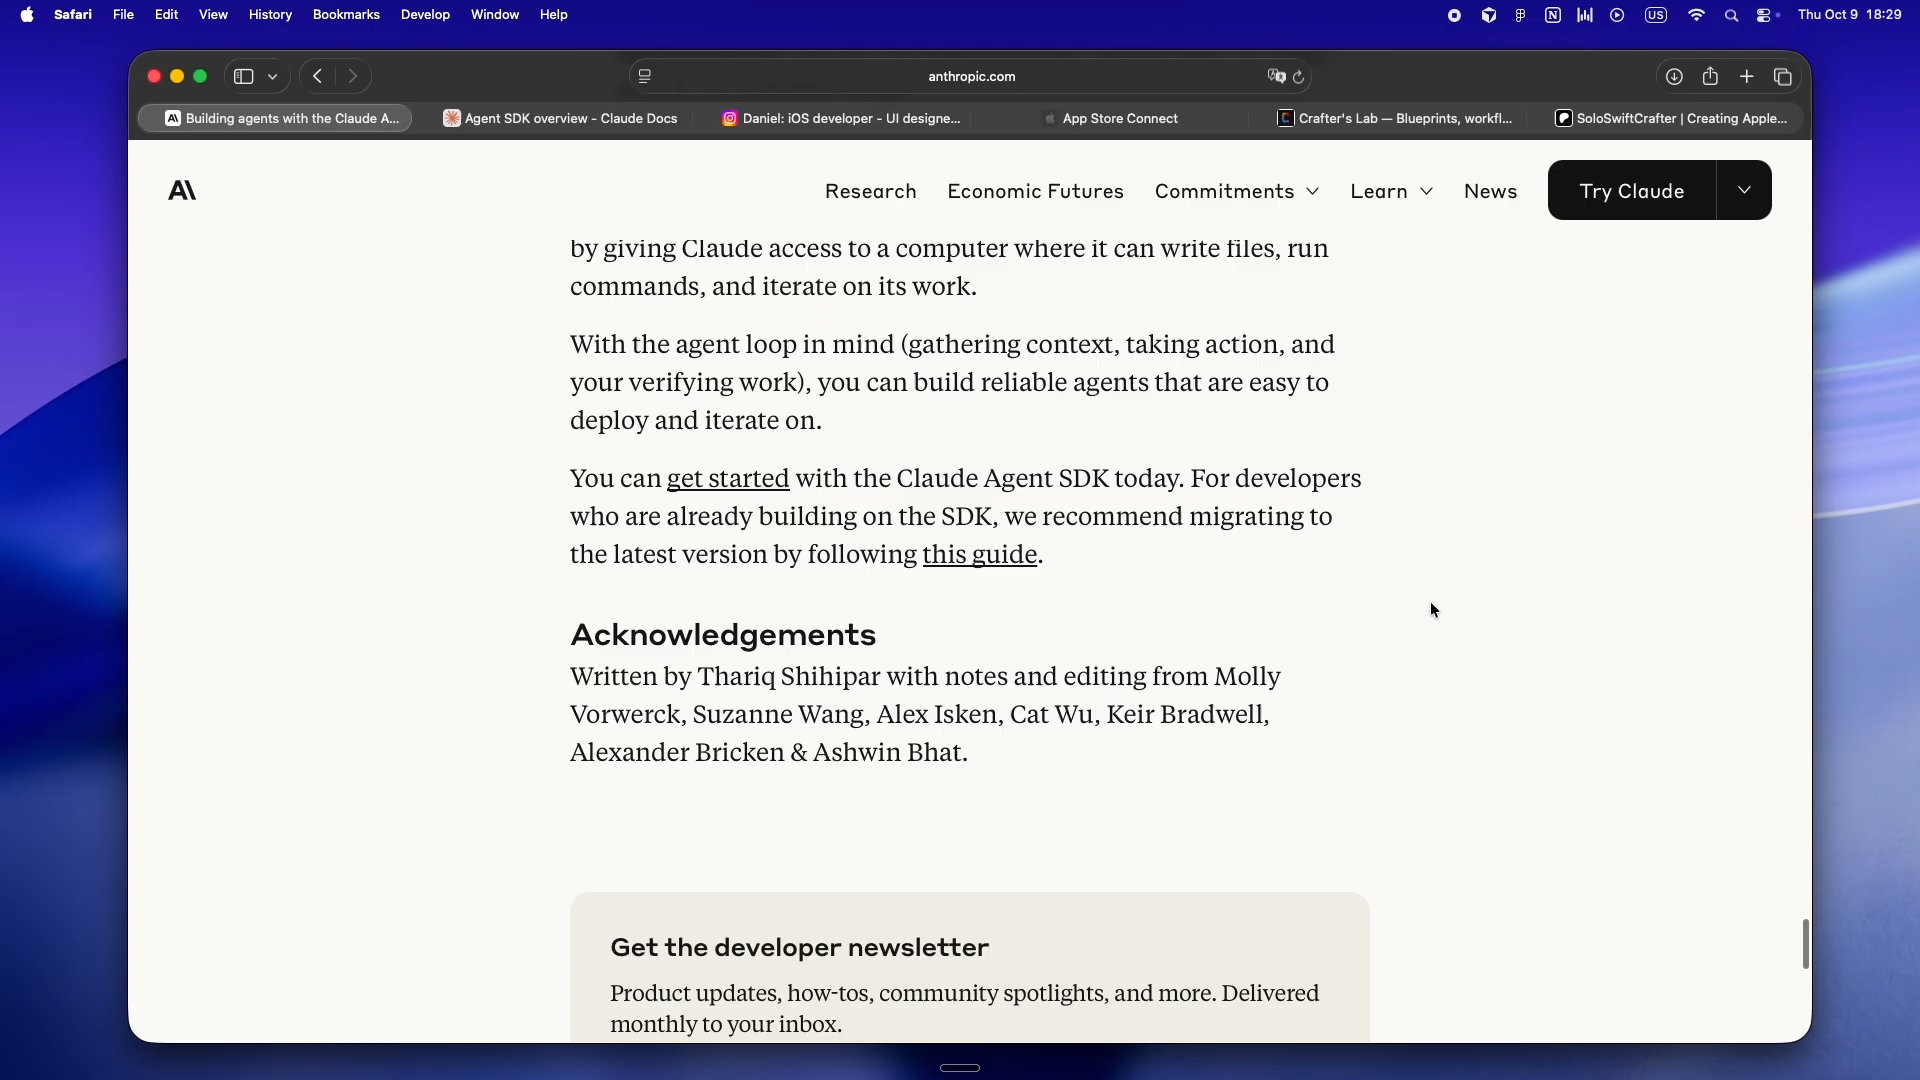 Safari File Edit View History Bookmarks Develop Window Help
US Thu Oct 9 18:29
anthropic.com
Building agents with the Claude A...
Agent SDK overview - Claude Docs
Daniel: iOS developer - UI designe...
App Store Connect
Crafter's Lab — Blueprints, workfl...
SoloSwiftCrafter | Creating Apple...
Research Economic Futures Commitments Learn News Try Claude
by giving Claude access to a computer where it can write files, run
commands, and iterate on its work.
With the agent loop in mind (gathering context, taking action, and
your verifying work), you can build reliable agents that are easy to
deploy and iterate on.
You can get started with the Claude Agent SDK today. For developers
who are already building on the SDK, we recommend migrating to
the latest version by following this guide.
Acknowledgements
Written by Thariq Shihipar with notes and editing from Molly
Vorwerck, Suzanne Wang, Alex Isken, Cat Wu, Keir Bradwell,
Alexander Bricken & Ashwin Bhat.
Get the developer newsletter
Product updates, how-tos, community spotlights, and more. Delivered
monthly to your inbox.